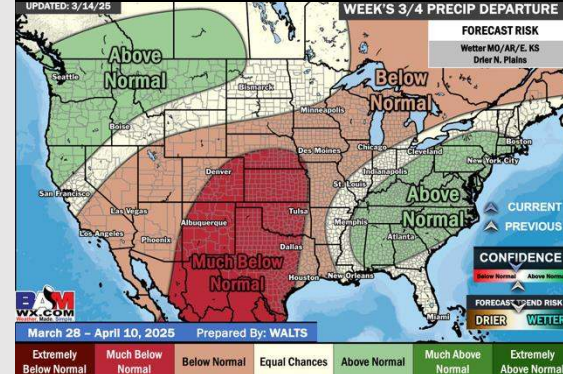 UPDATED: 3/14/25
WEEK'S 3/4 PRECIP DEPARTURE
FORECAST RISK
Wetter MO/AR/E. KS
Drier N. Plains
Above
Normal
Below
Normal
Seattle
Bismarck
Minneapolis
Boise
Boston
Chicago
Cleveland
New York City
Des Moines
Denver
Indianapolis
San Francisco
St. Louis
Above
Normal
CURRENT
PREVIOUS
Las Vegas
Tulsa
Memphis
Los Angeles
Albuquerque
Phoenix
Atlanta
Dallas
Much Below
Normal
CONFIDENCE
Below Normal
Above Normal
Houston
New Orleans
FORECAST TREND RISK
DRIER
WETTER
Miami
BAM
WX.COM
Weather. Made. Simple.
March 28 – April 10, 2025
Prepared By: WALTS
Extremely
Below Normal
Much Below
Normal
Below Normal
Equal Chances
Above Normal
Much Above
Normal
Extremely
Above Normal